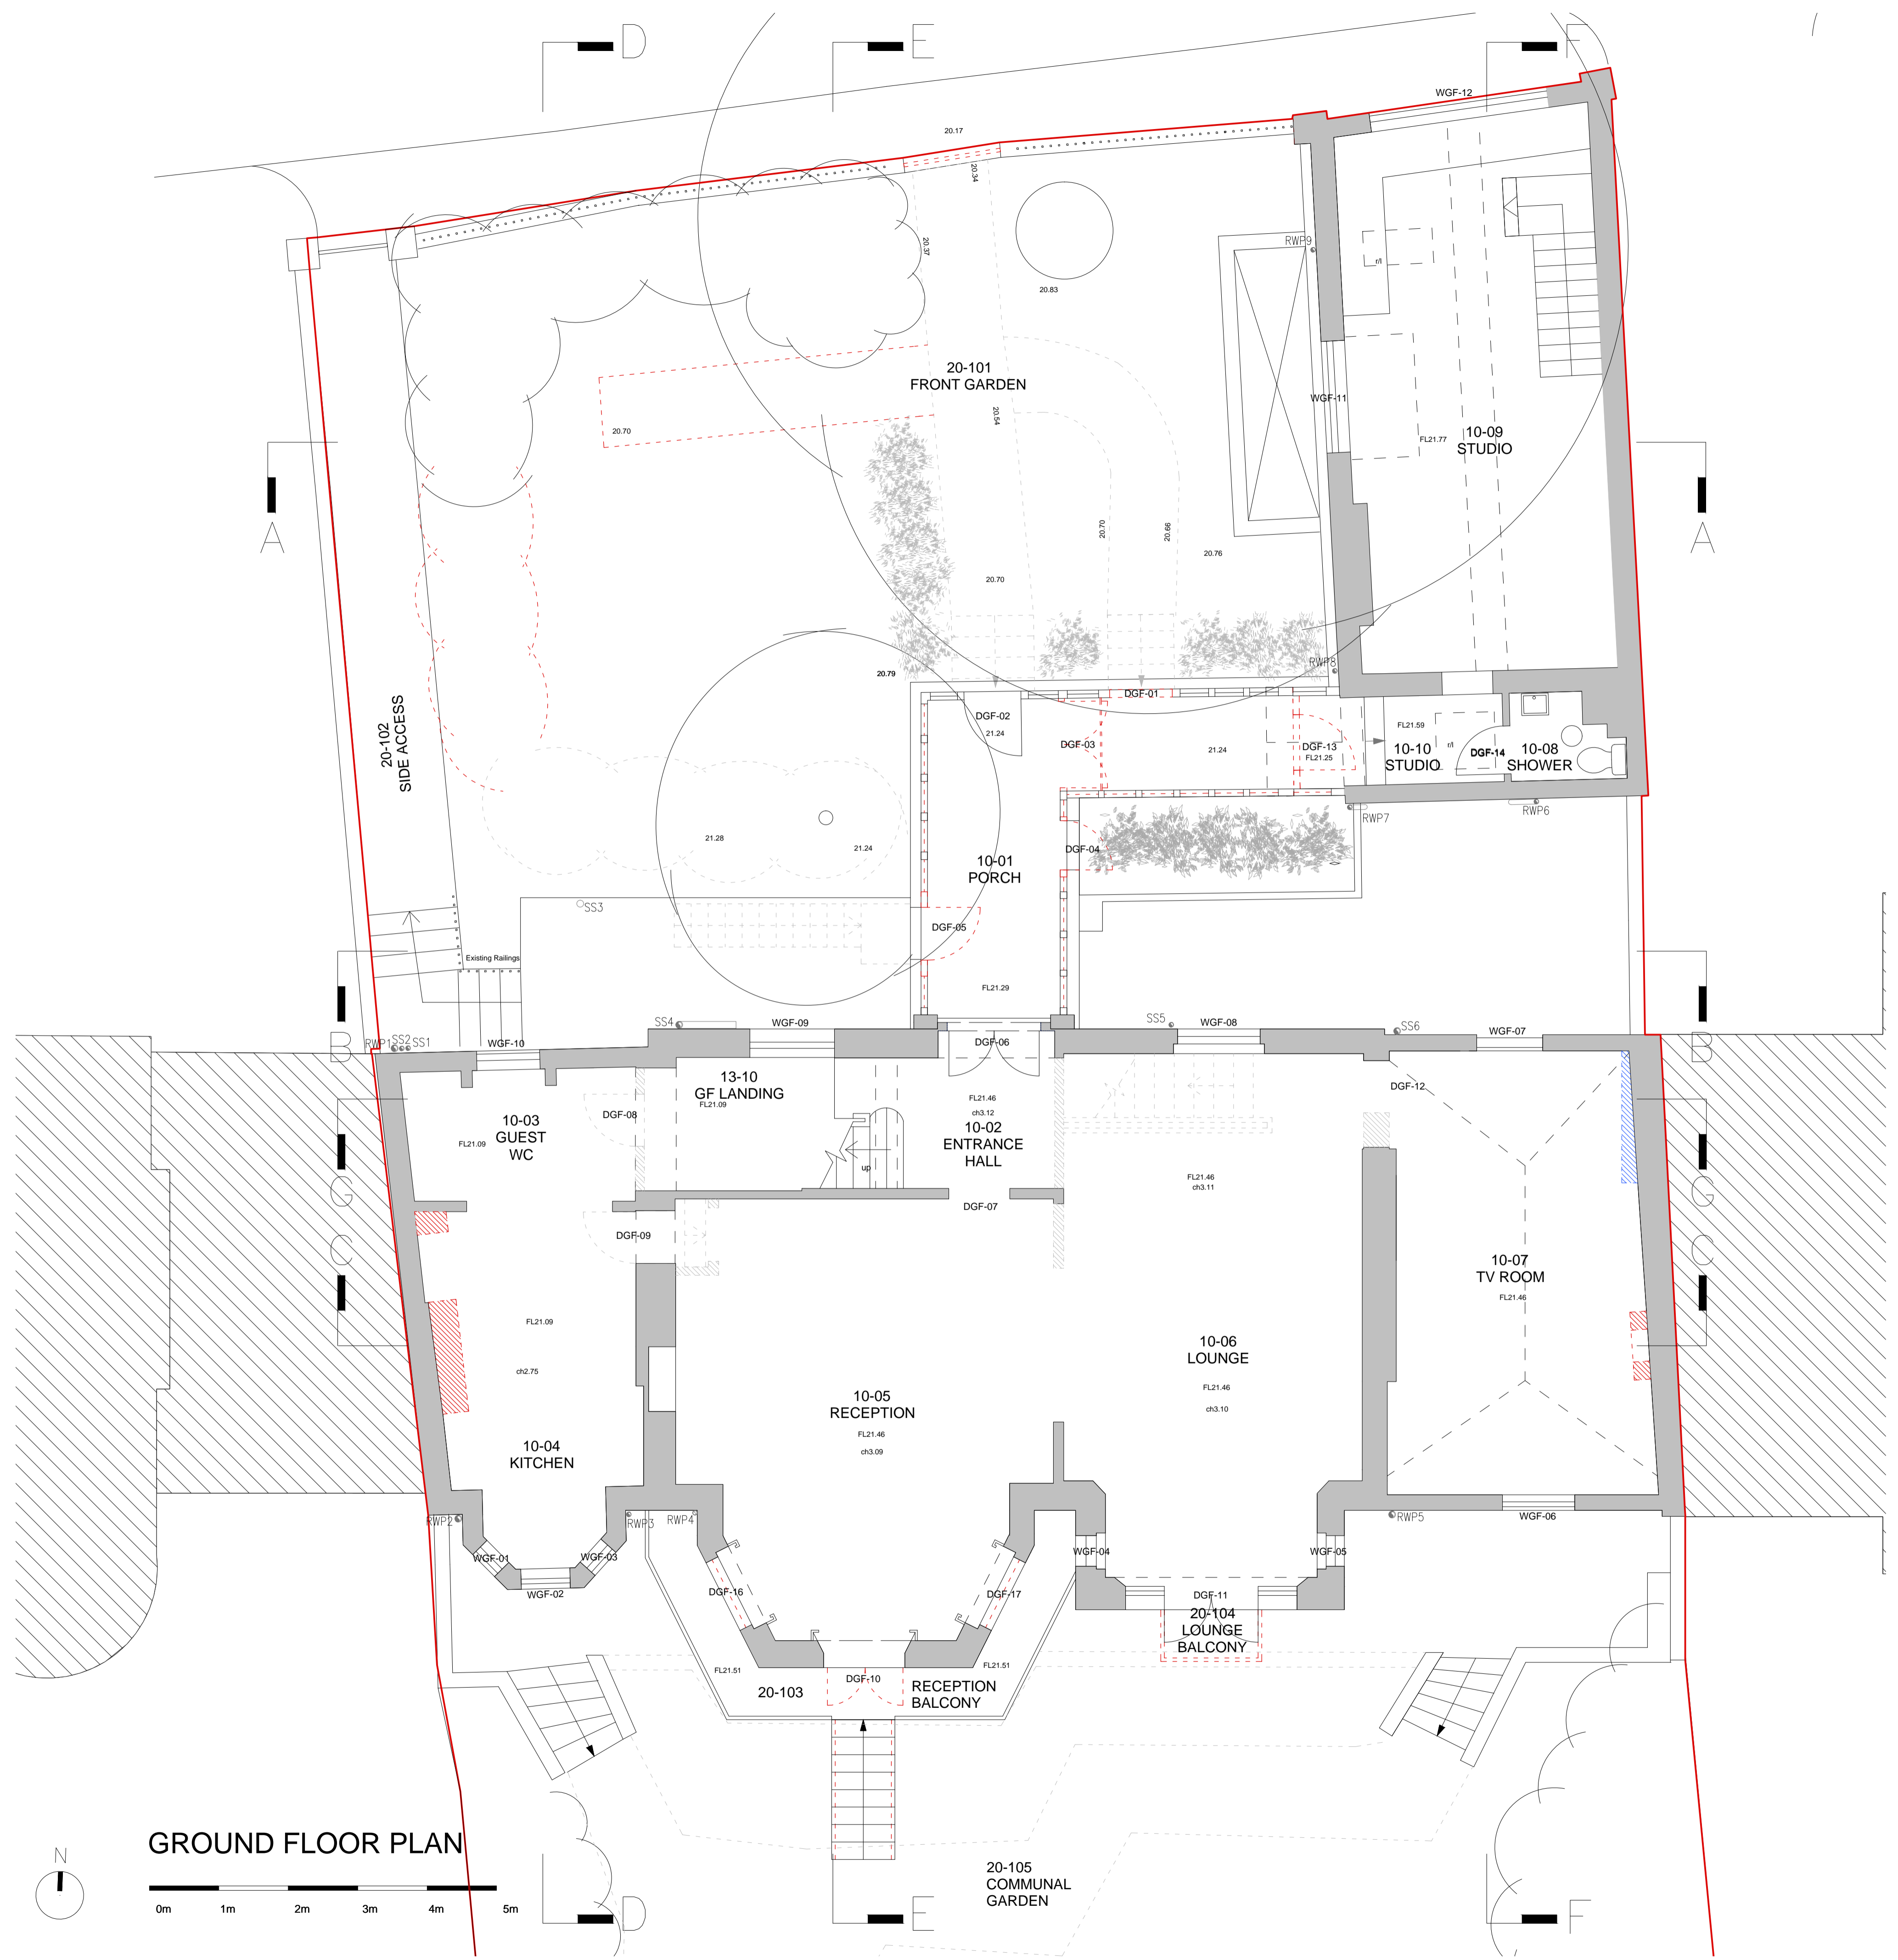 D
E
F
WGF-12
20.17
20.34
20.37
RWP9
r/l
20.83
20-101
FRONT GARDEN
WGF-11
20.54
20.70
FL21.77
10-09
STUDIO
A
A
20.70
20.66
20.76
20.70
RWP8
20.79
20-102
SIDE ACCESS
DGF-01
DGF-02
21.24
DGF-03
21.24
DGF-13
FL21.25
FL21.59
10-10
STUDIO
r/l
DGF-14
10-08
SHOWER
RWP7
RWP6
21.28
21.24
DGF-04
10-01
PORCH
SS3
DGF-05
Existing Railings
FL21.29
B
B
RWP1
SS2
SS1
WGF-10
SS4
WGF-09
DGF-06
SS5
WGF-08
SS6
WGF-07
13-10
GF LANDING
FL21.09
DGF-08
10-03
GUEST
WC
FL21.09
up
FL21.46
ch3.12
10-02
ENTRANCE
HALL
DGF-12
FL21.46
ch3.11
G
G
DGF-07
DGF-09
C
C
10-07
TV ROOM
FL21.46
FL21.09
ch2.75
10-06
LOUNGE
FL21.46
ch3.10
10-05
RECEPTION
FL21.46
ch3.09
10-04
KITCHEN
RWP2
RWP3
RWP4
RWP5
WGF-06
WGF-01
WGF-03
WGF-02
WGF-04
WGF-05
DGF-16
DGF-17
DGF-11
20-104
LOUNGE
BALCONY
FL21.51
FL21.51
DGF-10
20-103
RECEPTION
BALCONY
GROUND FLOOR PLAN
N
0m
1m
2m
3m
4m
5m
20-105
COMMUNAL
GARDEN
D
E
F